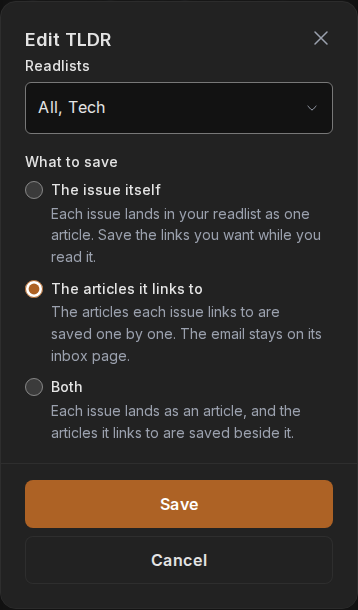 Edit TLDR
Readlists
All, Tech
What to save
The issue itself
Each issue lands in your readlist as one
article. Save the links you want while you
read it.
The articles it links to
The articles each issue links to are
saved one by one. The email stays on its
inbox page.
Both
Each issue lands as an article, and the
articles it links to are saved beside it.
Save
Cancel